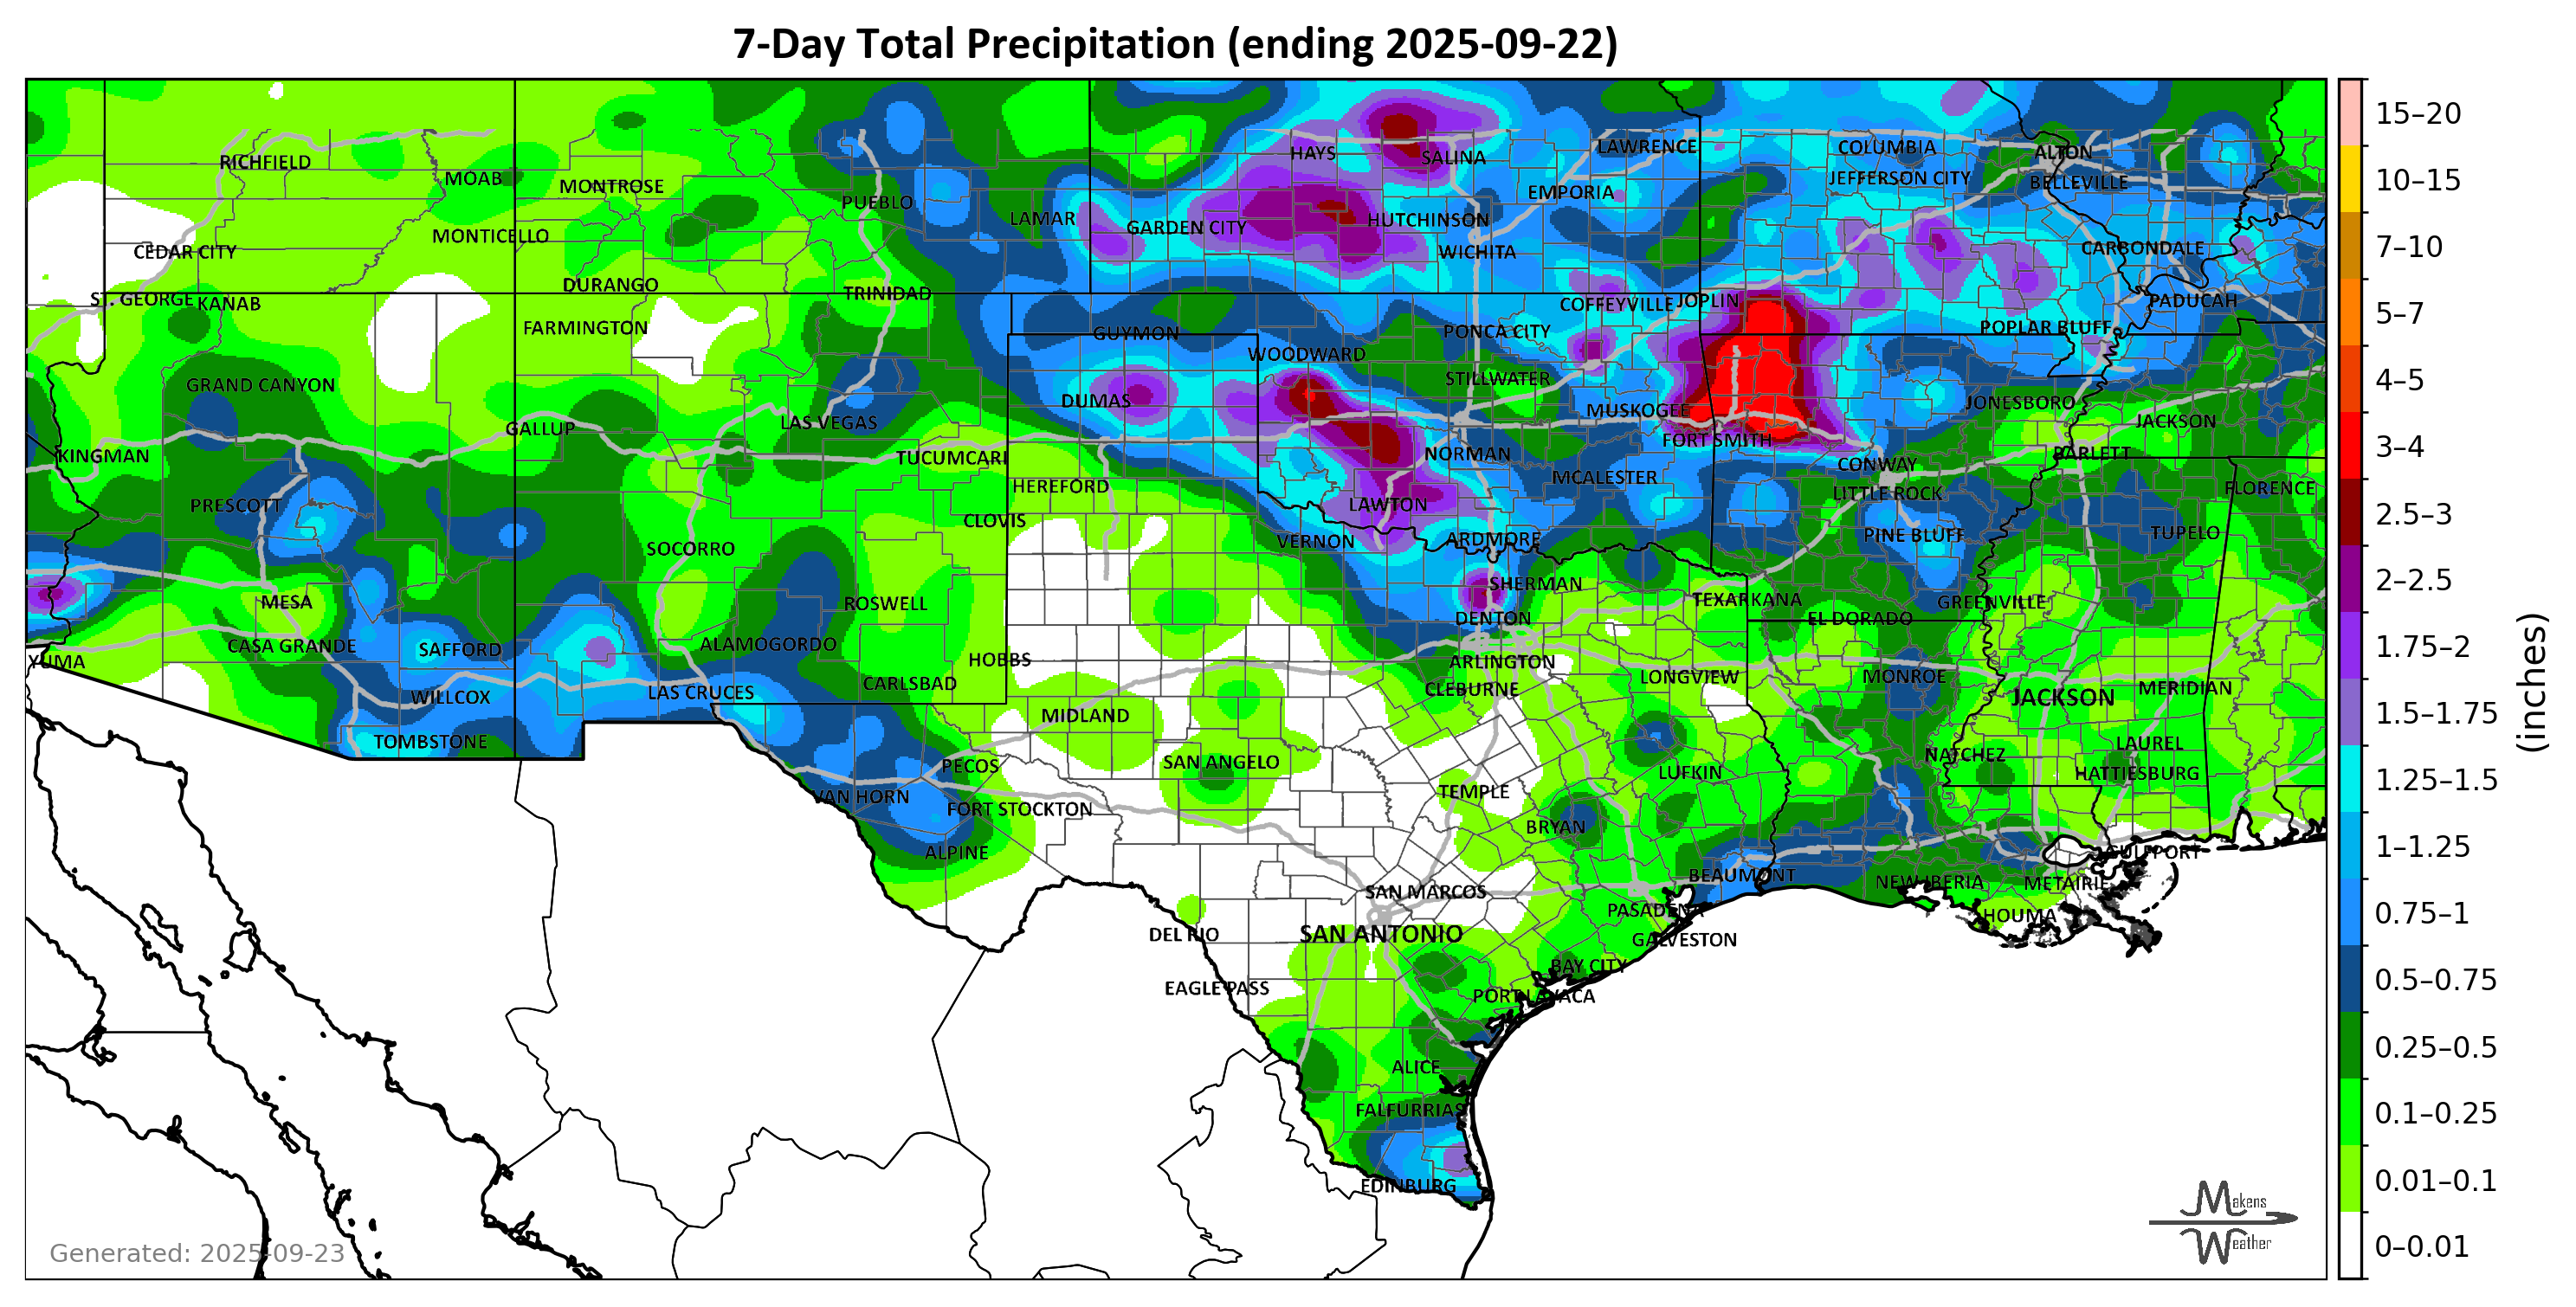 7-Day Total Precipitation (ending 2025-09-22)
HAYS
SALINA
LAWRENCE
COLUMBIA
ALTON
RICHFIELD
MOAB
MONTROSE
PUEBLO
EMPORIA
JEFFERSON CITY
BELLEVILLE
LAMAR
GARDEN CITY
HUTCHINSON
MONTICELLO
CEDAR CITY
WICHITA
CARBONDALE
DURANGO
TRINIDAD
ST. GEORGE
KANAB
COFFEYVILLE
JOPLIN
PADUCAH
FARMINGTON
GUYMON
PONCA CITY
POPLAR BLUFF
WOODWARD
GRAND CANYON
STILLWATER
DUMAS
MUSKOGEE
JONESBORO
GALLUP
LAS VEGAS
JACKSON
FORT SMITH
KINGMAN
TUCUMCARI
NORMAN
BARLETT
CONWAY
HEREFORD
MCALESTER
LITTLE ROCK
FLORENCE
PRESCOTT
LAWTON
CLOVIS
VERNON
ARDMORE
PINE BLUFF
TUPELO
SOCORRO
SHERMAN
MESA
ROSWELL
TEXARKANA
GREENVILLE
DENTON
EL DORADO
CASA GRANDE
SAFFORD
ALAMOGORDO
YUMA
HOBBS
ARLINGTON
WILLCOX
LAS CRUCES
CARLSBAD
CLEBURNE
LONGVIEW
MONROE
JACKSON
MERIDIAN
MIDLAND
TOMBSTONE
PECOS
SAN ANGELO
LUFKIN
NATCHEZ
LAUREL
HATTIESBURG
VAN HORN
FORT STOCKTON
TEMPLE
BRYAN
ALPINE
GULFPORT
BEAUMONT
NEW IBERIA
METAIRIE
SAN MARCOS
PASADENA
HOUMA
DEL RIO
SAN ANTONIO
GALVESTON
BAY CITY
EAGLE PASS
PORT LAVACA
ALICE
FALFURRIAS
EDINBURG
Generated: 2025-09-23
Makens
Weather
15–20
10–15
7–10
5–7
4–5
3–4
2.5–3
2–2.5
1.75–2
1.5–1.75
1.25–1.5
1–1.25
0.75–1
0.5–0.75
0.25–0.5
0.1–0.25
0.01–0.1
0–0.01
(inches)